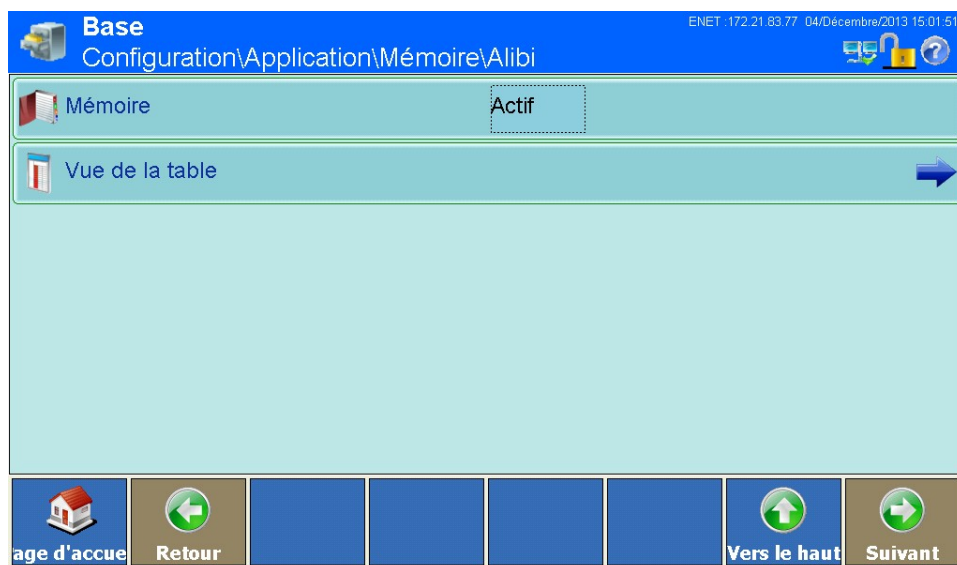 Base
ENET :172.21.83.77 04/Décembre/2013 15:01:51
Configuration\Application\Mémoire\Alibi
Mémoire
Actif
Vue de la table
age d'accue
Retour
Vers le haut
Suivant